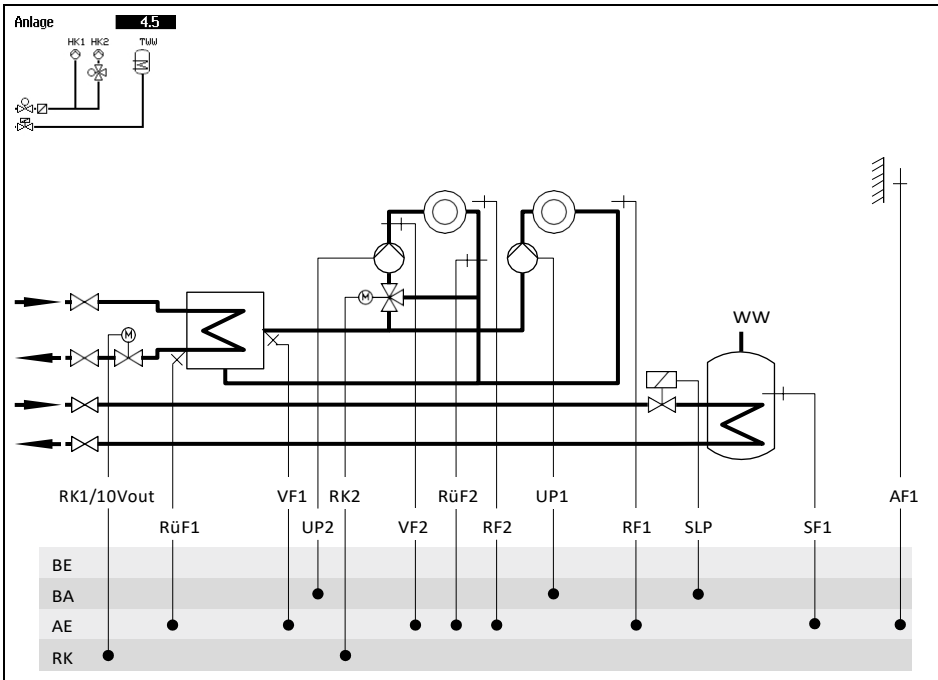 Anlage 4.5
HK1 HK2 TWW
WW
M
M
RK1/10Vout VF1 RK2 RüF2 UP1 AF1
RüF1 UP2 VF2 RF2 RF1 SLP SF1
BE
BA
AE
RK